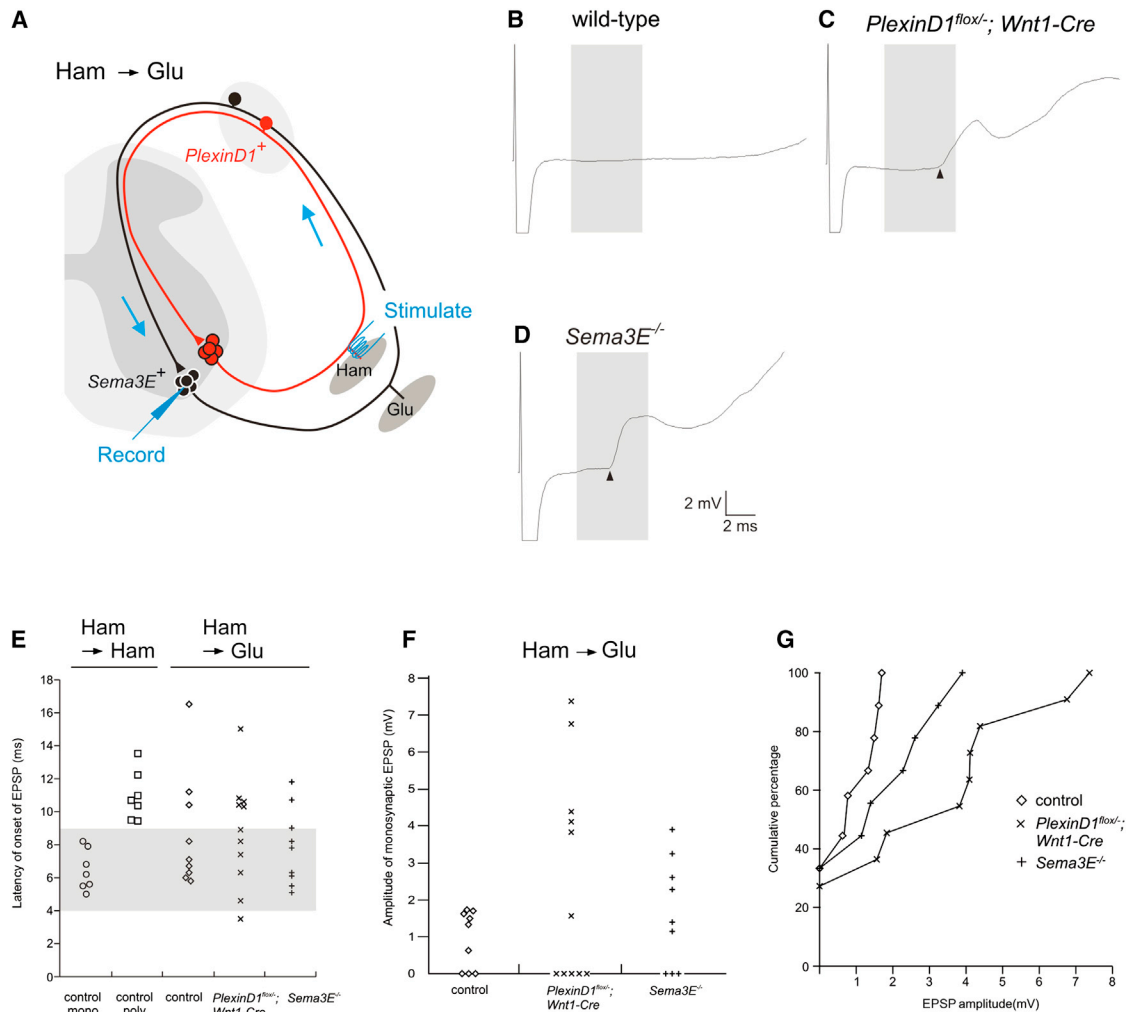 A
Ham → Glu
PlexinD1+
Stimulate
Ham
Glu
Sema3E+
Record
B
wild-type
C
PlexinD1flox/-; Wnt1-Cre
D
Sema3E-/-
2 mV
2 ms
E
Ham
→ Ham
Ham
→ Glu
Latency of onset of EPSP (ms)
18
16
14
12
10
8
6
4
2
0
control
mono
control
poly
control
PlexinD1flox/-;
Wnt1-Cre
Sema3E-/-
F
Ham → Glu
Amplitude of monosynaptic EPSP (mV)
8
7
6
5
4
3
2
1
0
control
PlexinD1flox/-;
Wnt1-Cre
Sema3E-/-
G
Cumulative percentage
100
80
60
40
20
0
1
2
3
4
5
6
7
8
EPSP amplitude(mV)
control
PlexinD1flox/-;
Wnt1-Cre
Sema3E-/-